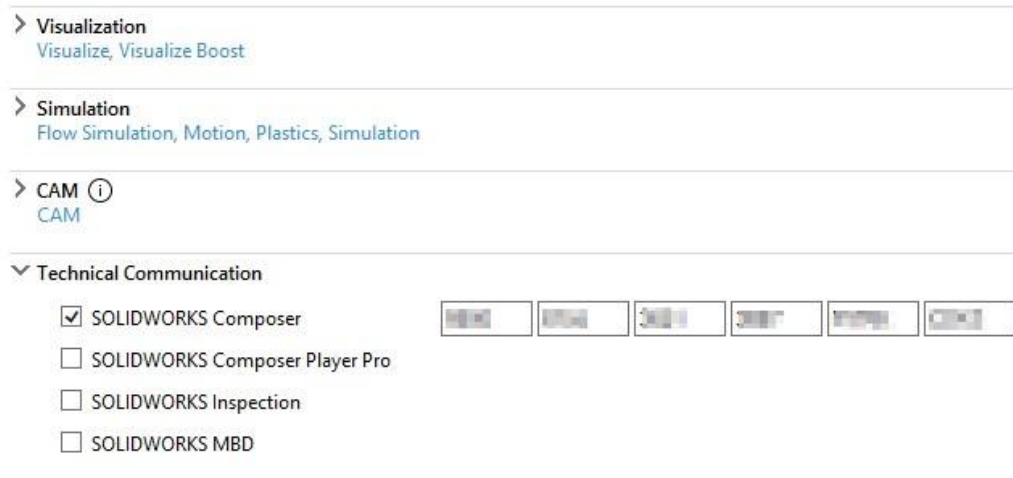 Visualization
Visualize, Visualize Boost
Simulation
Flow Simulation, Motion, Plastics, Simulation
CAM
CAM
Technical Communication
SOLIDWORKS Composer
SOLIDWORKS Composer Player Pro
SOLIDWORKS Inspection
SOLIDWORKS MBD